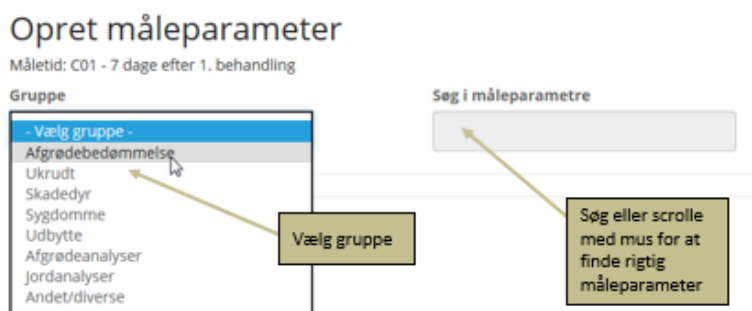 Opret måleparameter
Måletid: C01 - 7 dage efter 1. behandling
Gruppe
Søg i måleparametre
- Vælg gruppe -
Afgrødebedømmelse
Ukrudt
Skadedyr
Sygdomme
Udbytte
Afgrødeanalyser
Jordanalyser
Andet/diverse
Vælg gruppe
Søg eller scrolle
med mus for at
finde rigtig
måleparameter